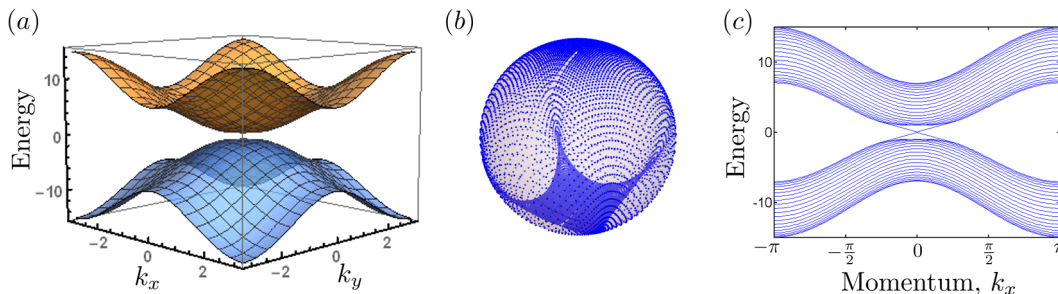 (a)
(b)
(c)
Energy
10
0
−10
−2
0
2
k_x
−2
0
2
k_y
Energy
10
0
-10
−π
−π/2
0
π/2
π
Momentum, k_x